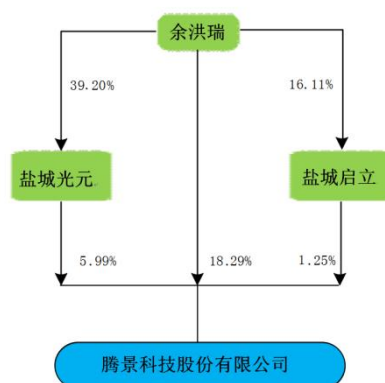 余洪瑞
39.20%
16.11%
盐城光元
盐城启立
5.99%
18.29%
1.25%
腾景科技股份有限公司